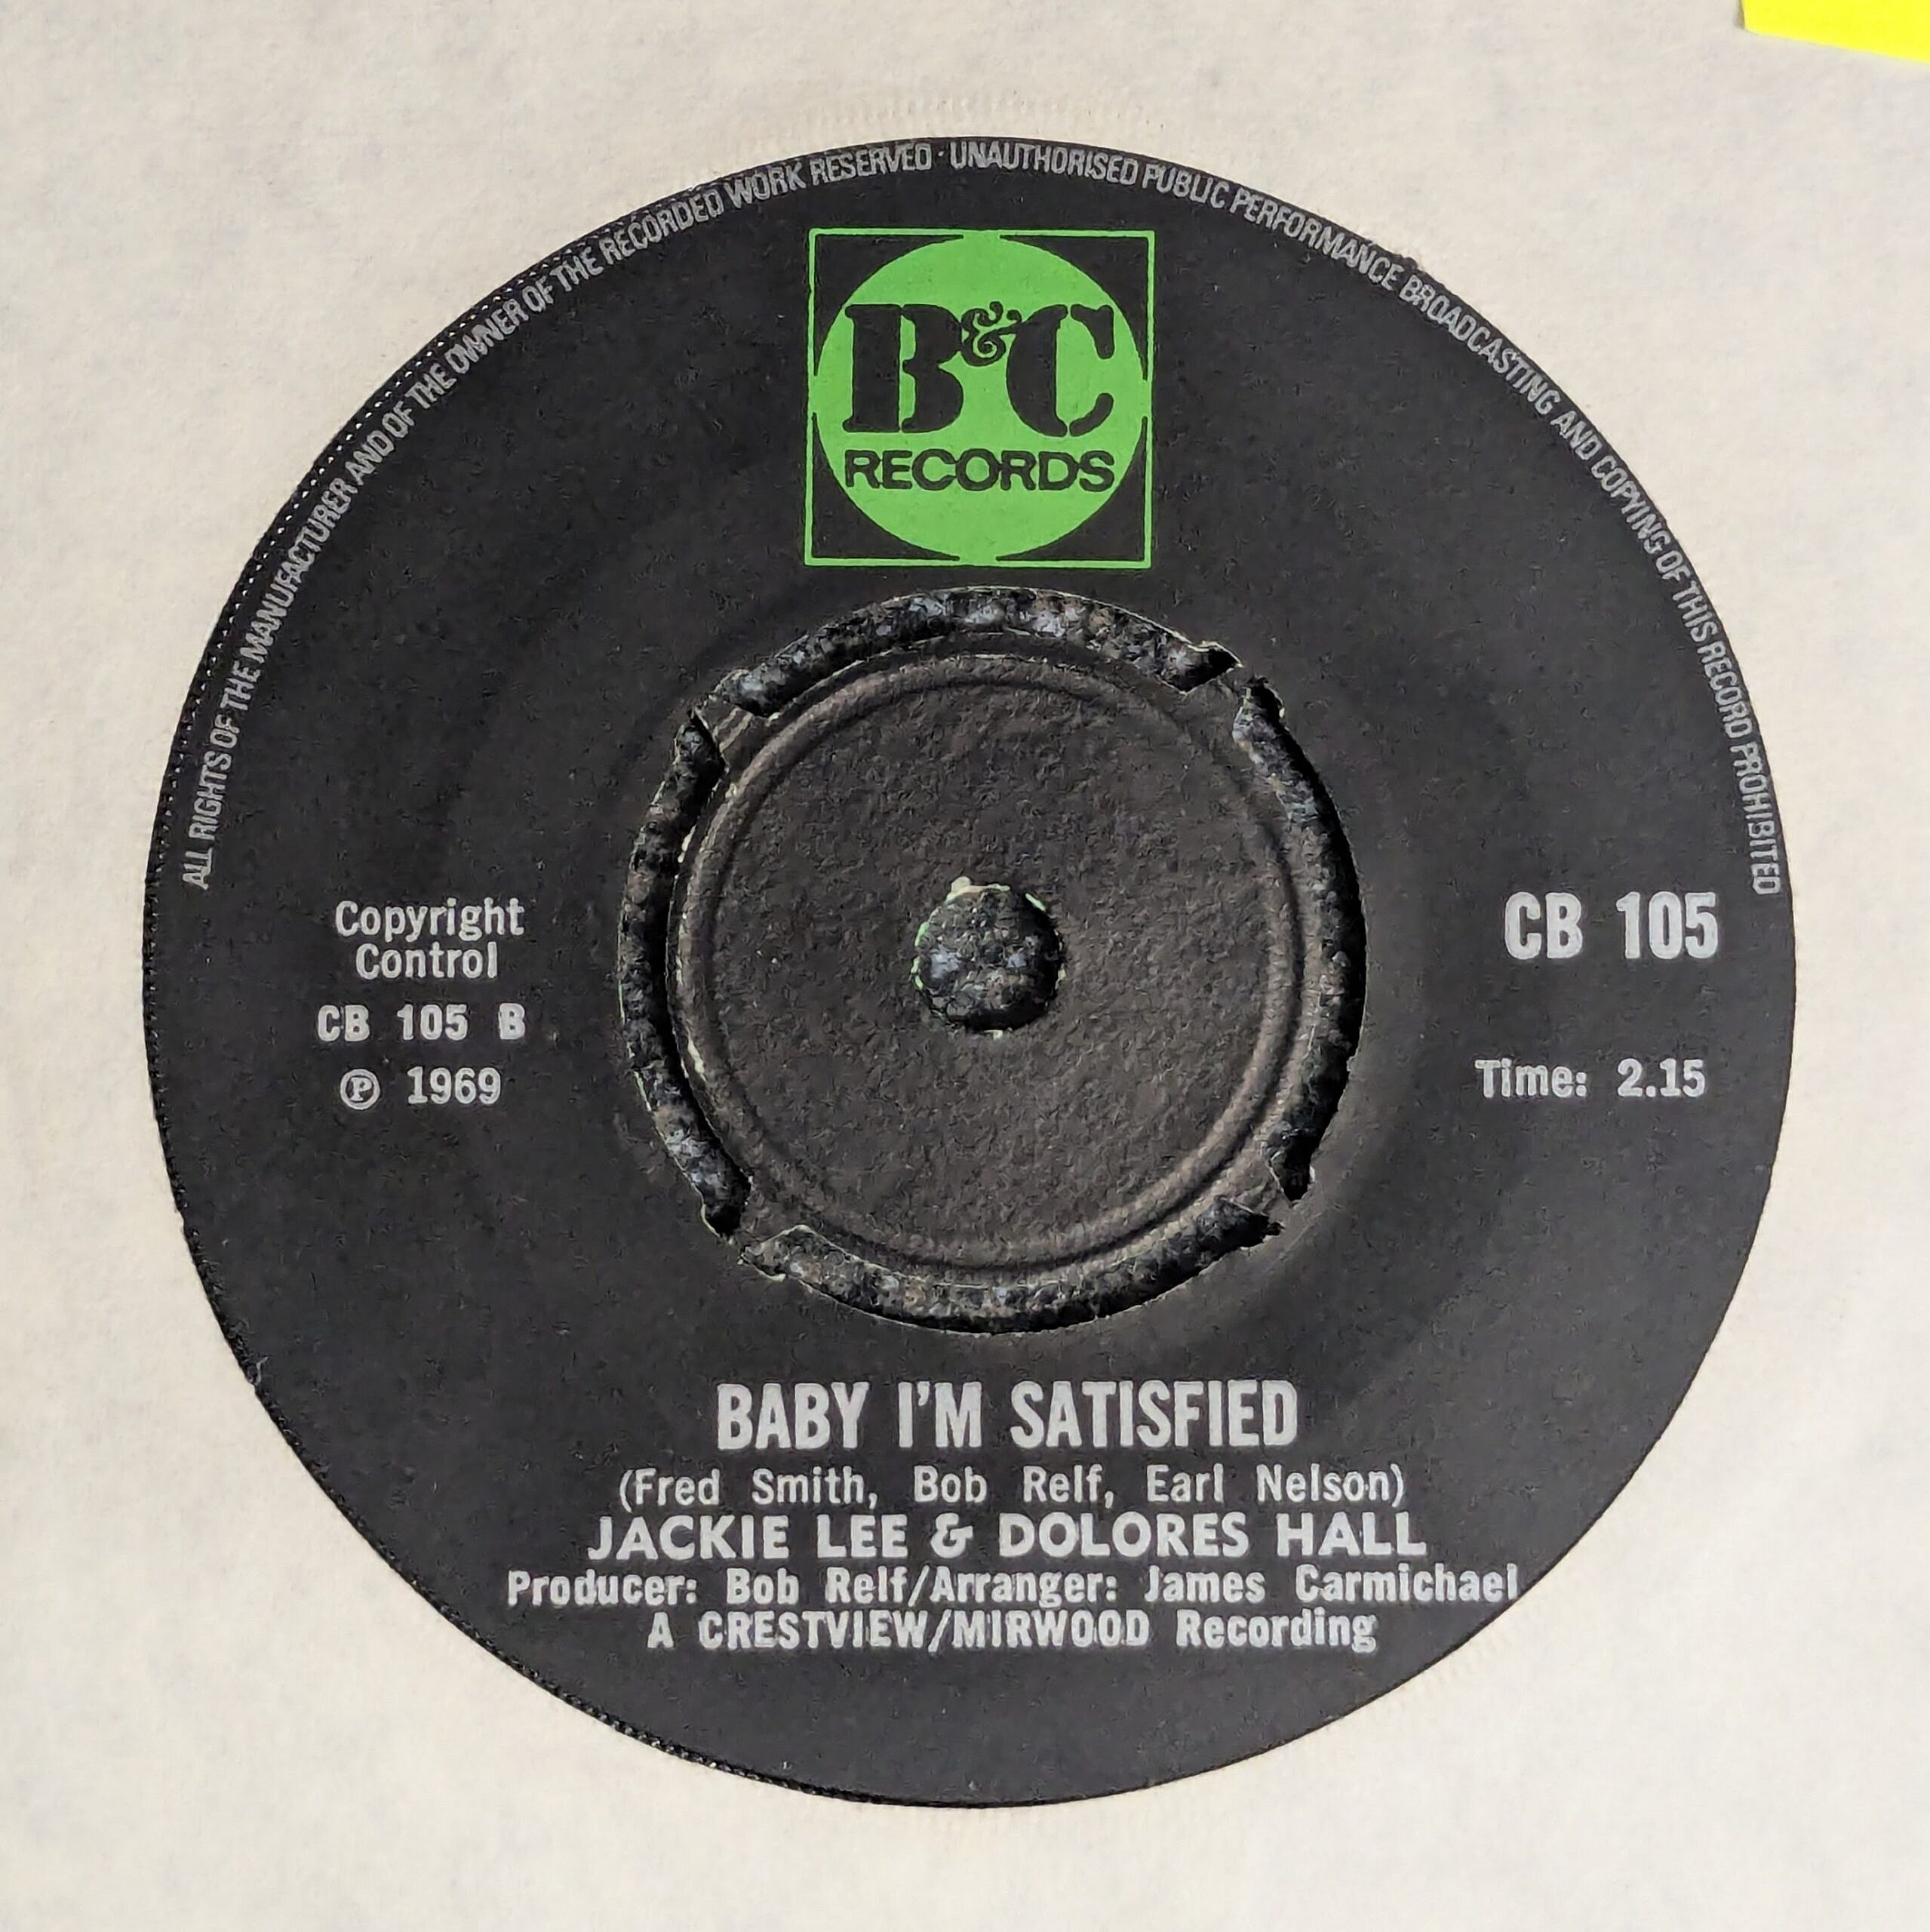 ALL RIGHTS OF THE MANUFACTURER AND OF THE OWNER OF THE RECORDED WORK RESERVED · UNAUTHORISED PUBLIC PERFORMANCE BROADCASTING AND COPYING OF THIS RECORD PROHIBITED
B&C
RECORDS
Copyright
Control
CB 105 B
℗ 1969
CB 105
Time: 2.15
BABY I'M SATISFIED
(Fred Smith, Bob Relf, Earl Nelson)
JACKIE LEE & DOLORES HALL
Producer: Bob Relf/Arranger: James Carmichael
A CRESTVIEW/MIRWOOD Recording